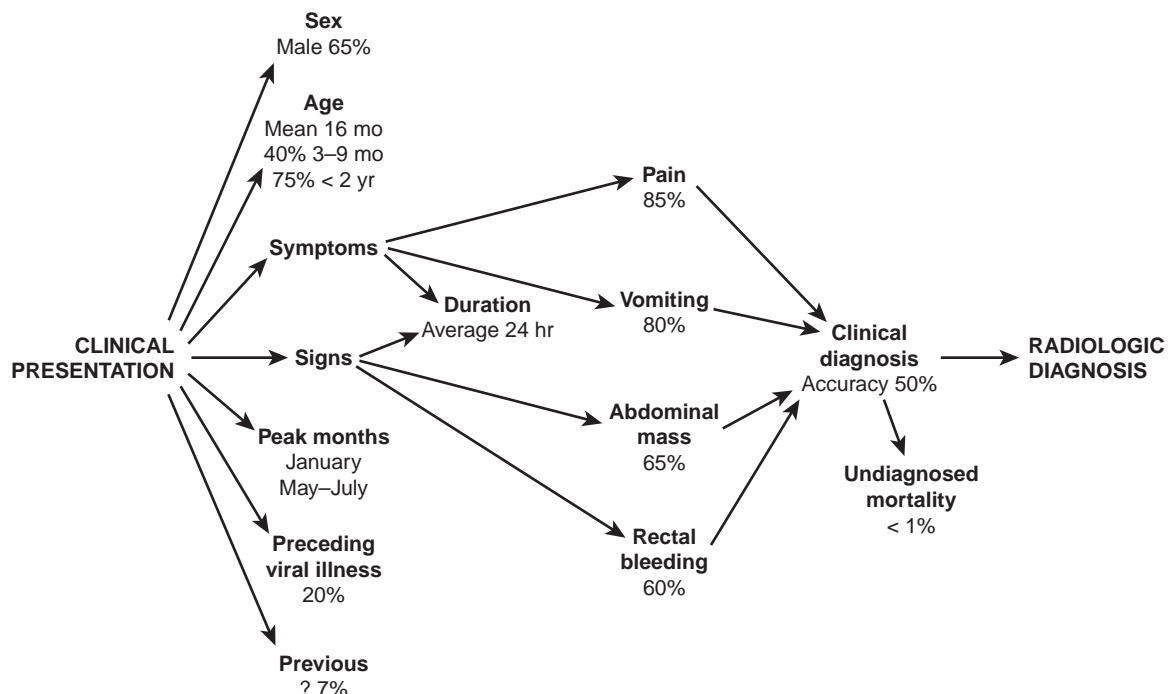 Sex
Male 65%
Age
Mean 16 mo
40% 3–9 mo
75% < 2 yr
Symptoms
Pain
85%
Duration
Average 24 hr
Vomiting
80%
CLINICAL
PRESENTATION
Signs
Clinical
diagnosis
Accuracy 50%
RADIOLOGIC
DIAGNOSIS
Abdominal
mass
65%
Peak months
January
May–July
Undiagnosed
mortality
< 1%
Preceding
viral illness
20%
Rectal
bleeding
60%
Previous
? 7%